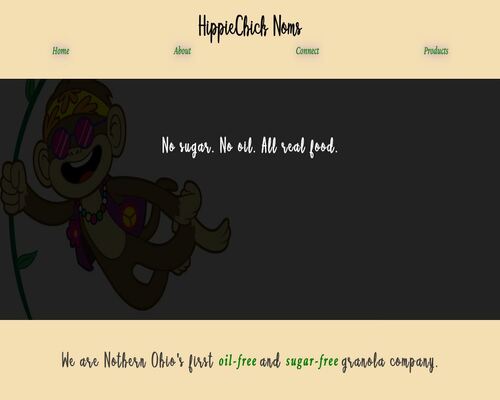 HippieChick Noms
Home About Connect Products
No sugar. No oil. All real food.
We are Nothern Ohio's first oil-free and sugar-free granola company.